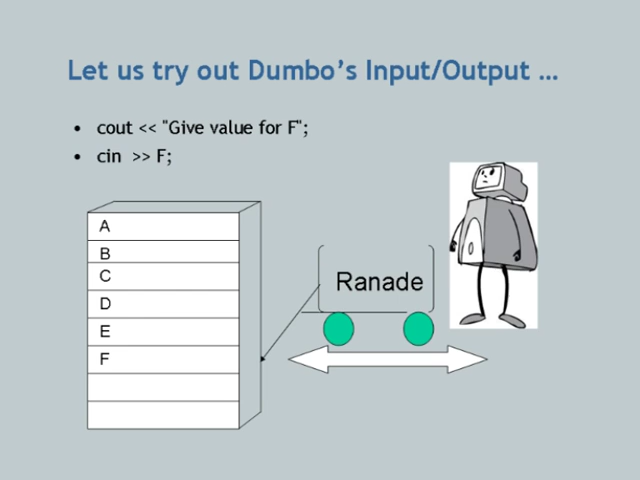 Let us try out Dumbo's Input/Output …
• cout << "Give value for F";
• cin >> F;
A
B
C
D
E
F
Ranade